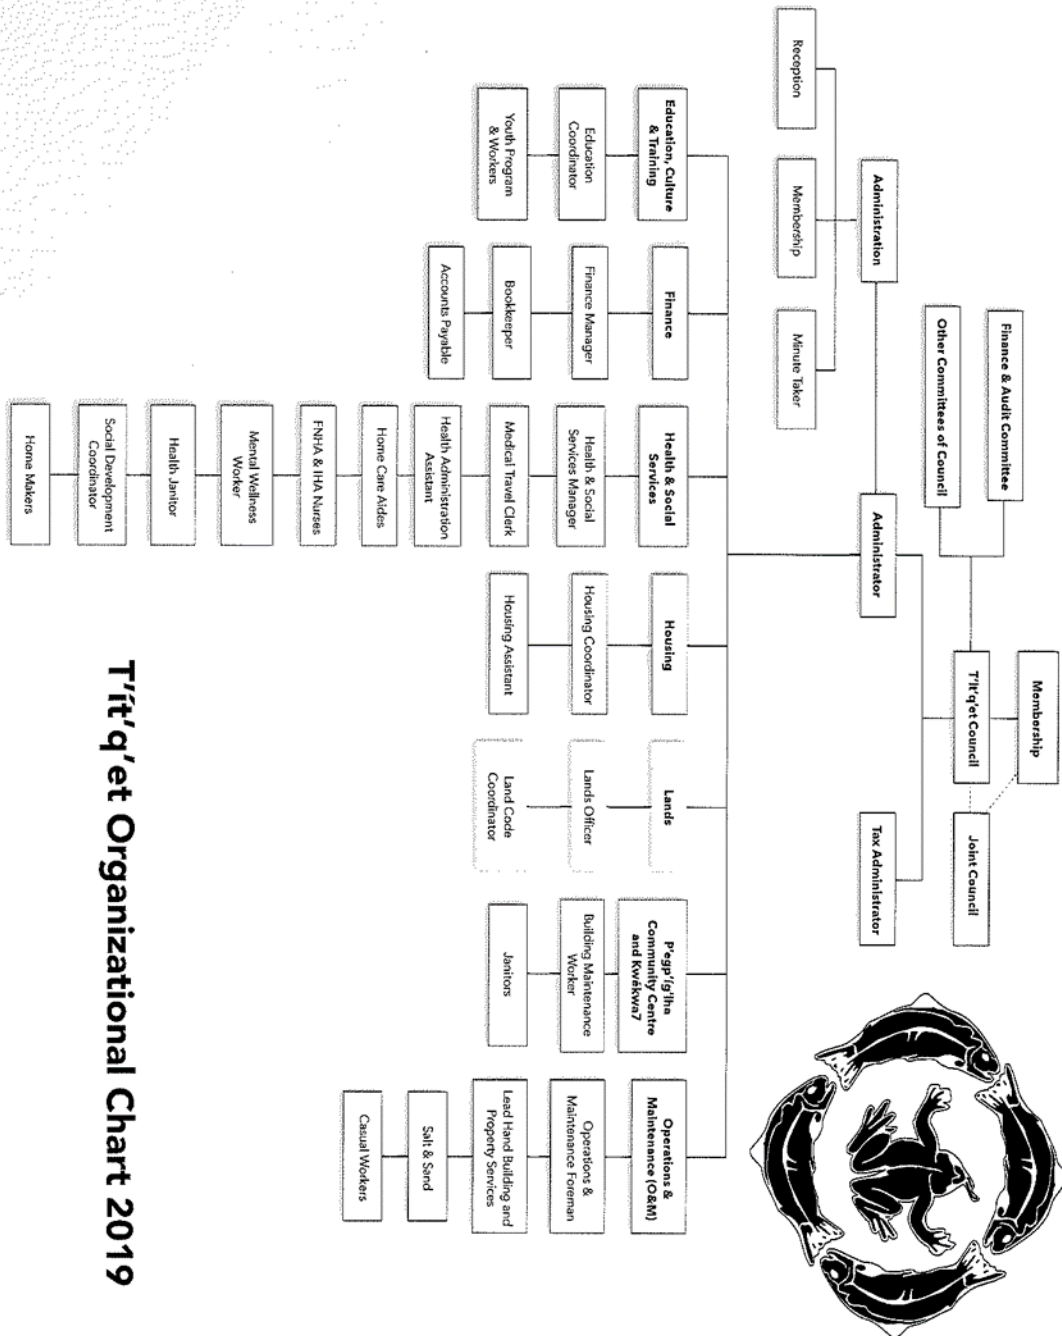 Membership
T'ít'q'et Council
Joint Council
Finance & Audit Committee
Other Committees of Council
Administrator
Tax Administrator
Administration
Reception
Membership
Minute Taker
Education, Culture
& Training
Education
Coordinator
Youth Program
& Workers
Finance
Finance Manager
Bookkeeper
Accounts Payable
Health & Social
Services
Health & Social
Services Manager
Medical Travel Clerk
Health Administration
Assistant
Home Care Aides
FNHA & IHA Nurses
Mental Wellness
Worker
Health Janitor
Social Development
Coordinator
Home Makers
Housing
Housing Coordinator
Housing Assistant
Lands
Lands Officer
Land Code
Coordinator
P'egp'íg'lha
Community Centre
and Kwékwa7
Building Maintenance
Worker
Janitors
Operations &
Maintenance (O&M)
Operations &
Maintenance Foreman
Lead Hand Building and
Property Services
Salt & Sand
Casual Workers
T'ít'q'et Organizational Chart 2019